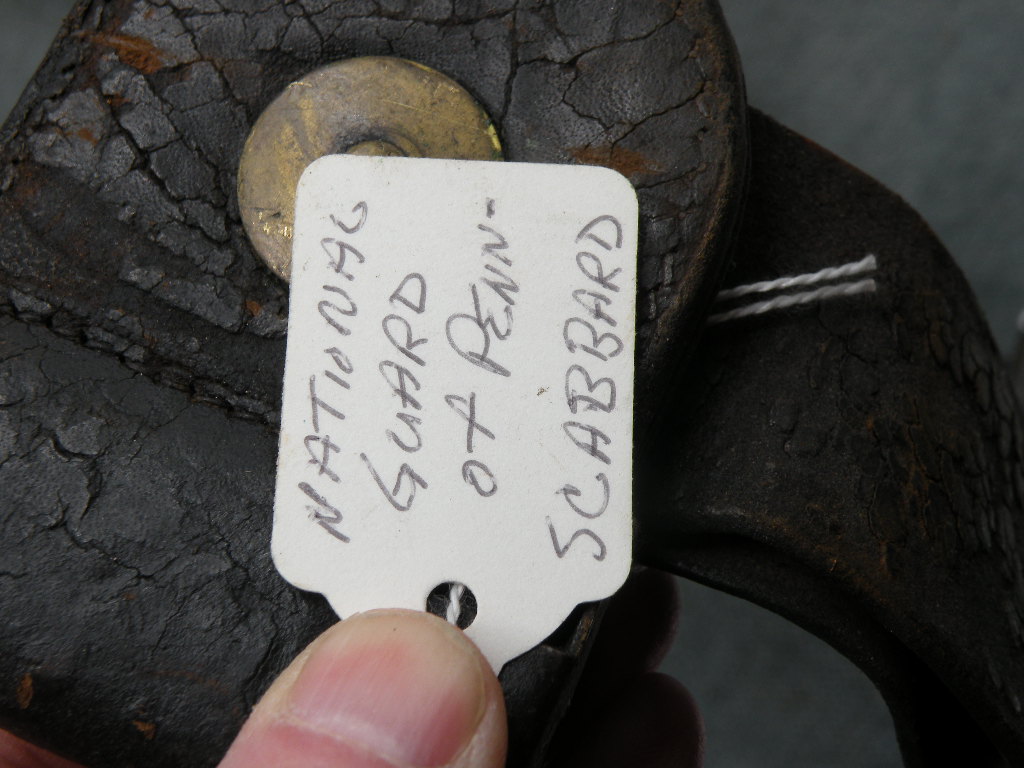 NATIONAL
GUARD
OF PENN-
SCABBARD